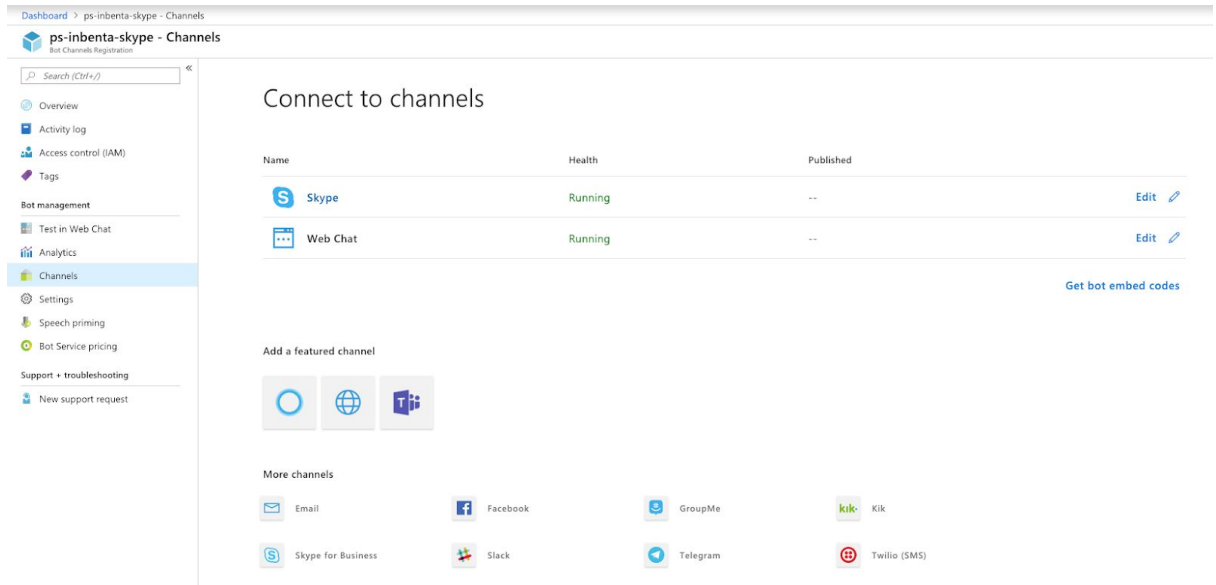 Dashboard > ps-inbenta-skype - Channels
ps-inbenta-skype - Channels
Bot Channels Registration
Search (Ctrl+/)
«
Overview
Activity log
Access control (IAM)
Tags
Bot management
Test in Web Chat
Analytics
Channels
Settings
Speech priming
Bot Service pricing
Support + troubleshooting
New support request
Connect to channels
Name Health Published
Skype Running -- Edit
Web Chat Running -- Edit
Get bot embed codes
Add a featured channel
More channels
Email Facebook GroupMe kik· Kik
Skype for Business Slack Telegram Twilio (SMS)